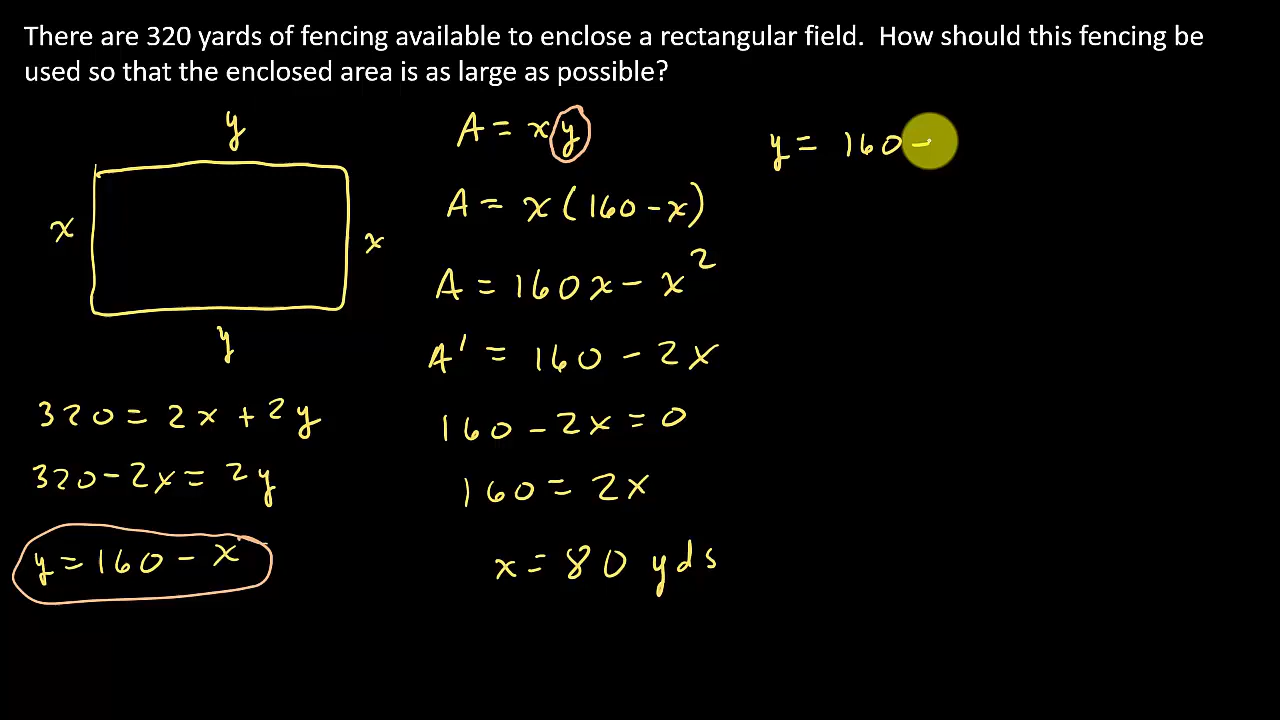 There are 320 yards of fencing available to enclose a rectangular field. How should this fencing be
used so that the enclosed area is as large as possible?
y
x
x
y
320 = 2x + 2y
320 - 2x = 2y
y = 160 - x
A = xy
A = x(160 - x)
A = 160x - x²
A' = 160 - 2x
160 - 2x = 0
160 = 2x
x = 80 yds
y = 160 -